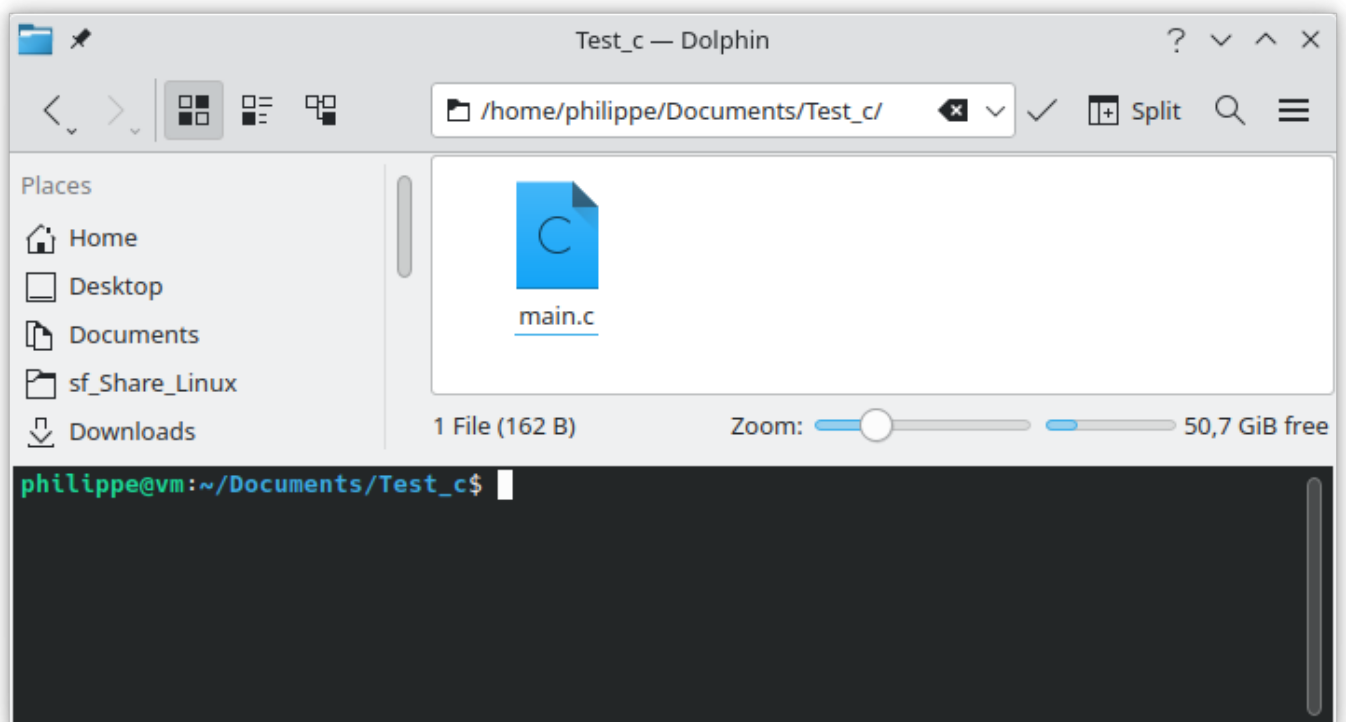 Test_c — Dolphin
/home/philippe/Documents/Test_c/
Split
Places
Home
Desktop
Documents
sf_Share_Linux
Downloads
C
main.c
1 File (162 B)
Zoom:
50,7 GiB free
philippe@vm:~/Documents/Test_c$